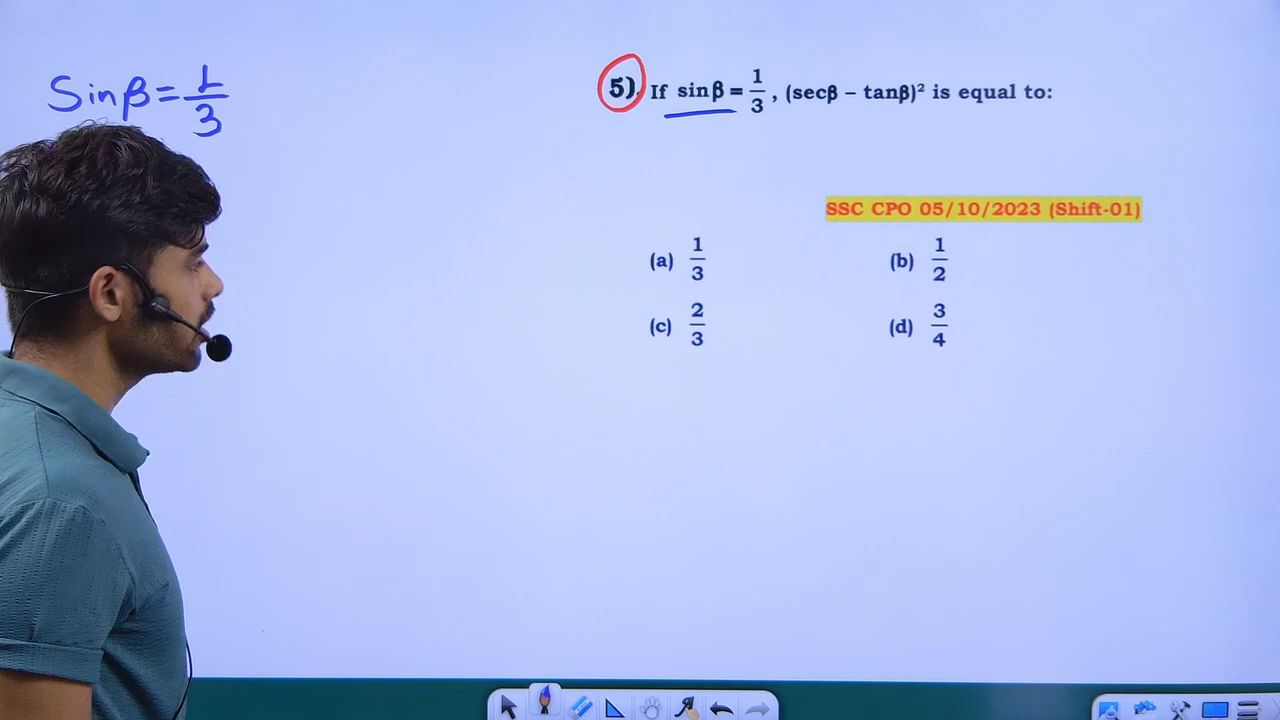 Sinβ = 1/3
5). If sinβ = 1/3, (secβ – tanβ)² is equal to:
SSC CPO 05/10/2023 (Shift-01)
(a) 1/3 (b) 1/2
(c) 2/3 (d) 3/4